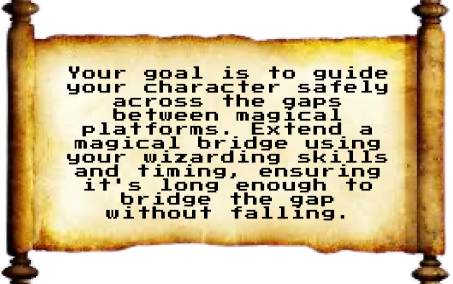 Your goal is to guide
your character safely
across the gaps
between magical
platforms. Extend a
magical bridge using
your wizarding skills
and timing, ensuring
it's long enough to
bridge the gap
without falling.